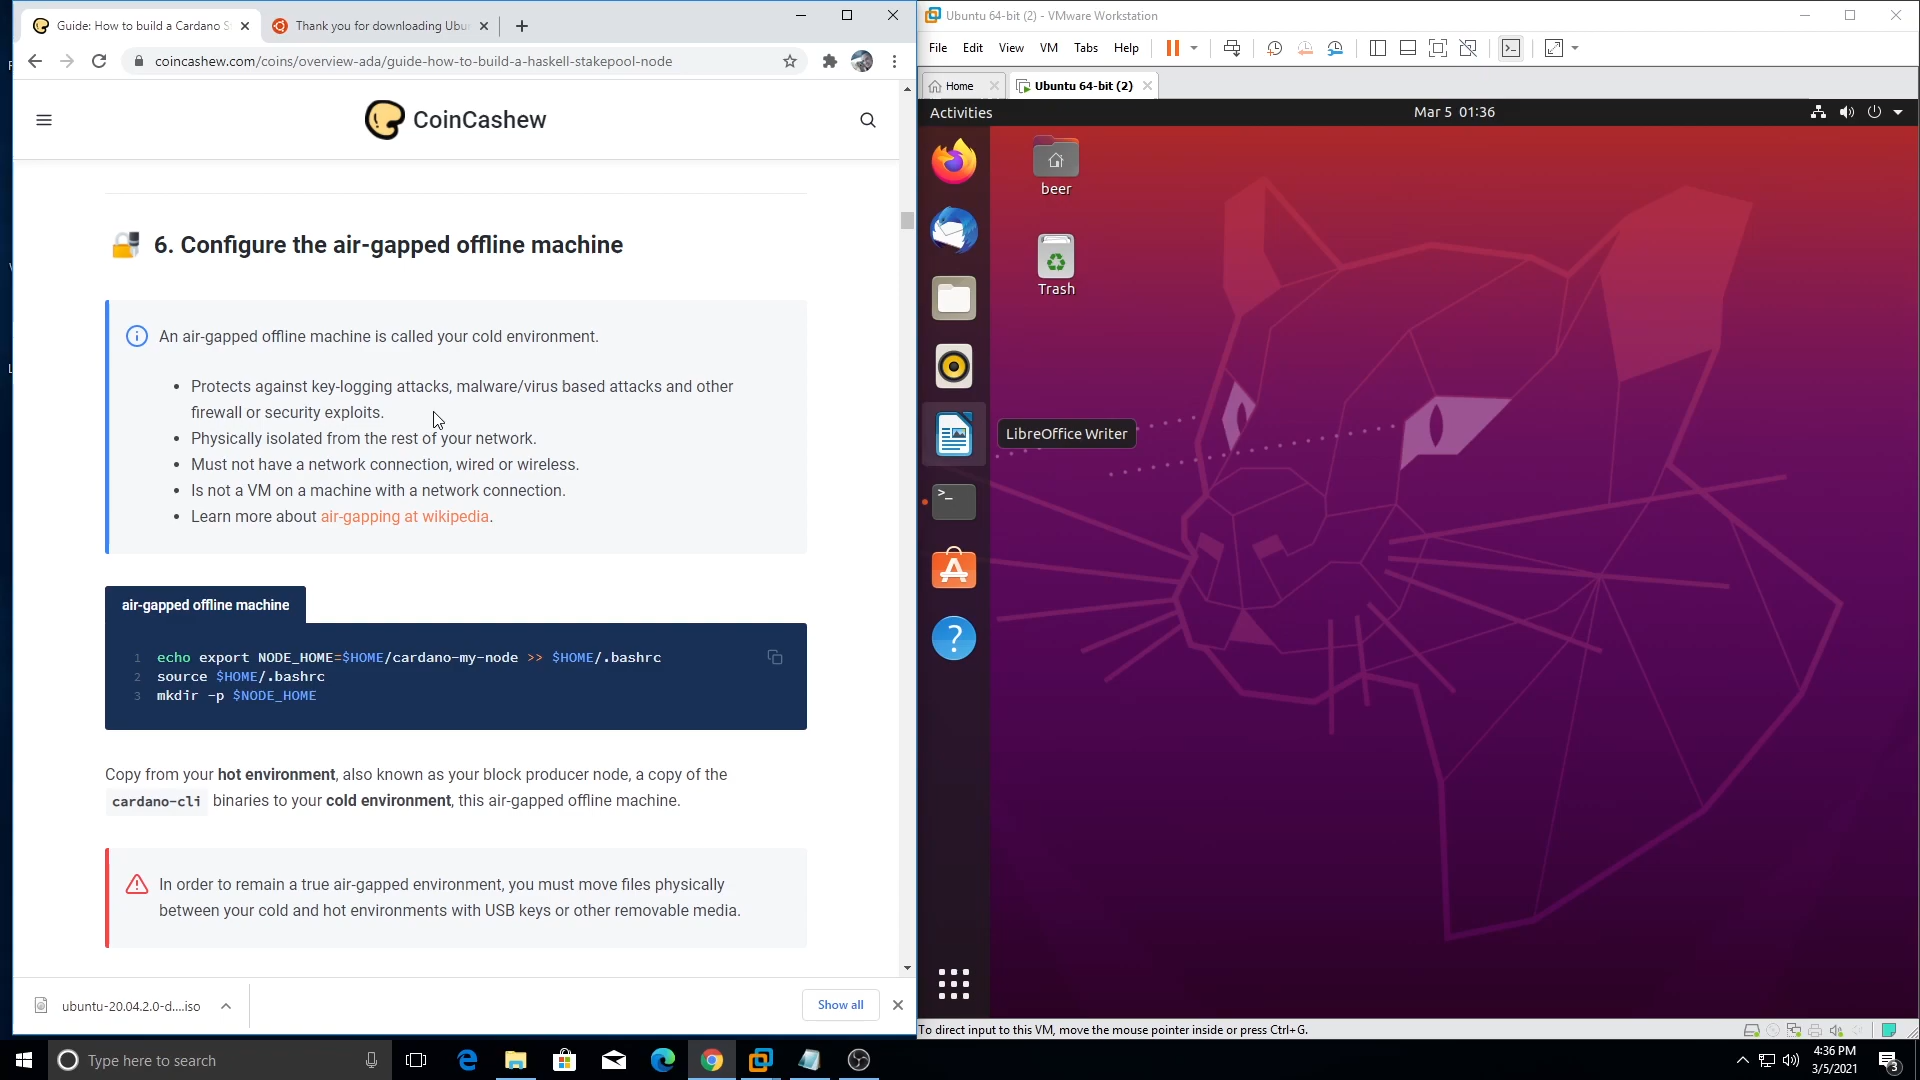 Guide: How to build a Cardano S
Thank you for downloading Ubu
coincashew.com/coins/overview-ada/guide-how-to-build-a-haskell-stakepool-node
CoinCashew
6. Configure the air-gapped offline machine
An air-gapped offline machine is called your cold environment.
• Protects against key-logging attacks, malware/virus based attacks and other
firewall or security exploits.
• Physically isolated from the rest of your network.
• Must not have a network connection, wired or wireless.
• Is not a VM on a machine with a network connection.
• Learn more about air-gapping at wikipedia.
air-gapped offline machine
1 echo export NODE_HOME=$HOME/cardano-my-node >> $HOME/.bashrc
2 source $HOME/.bashrc
3 mkdir -p $NODE_HOME
Copy from your hot environment, also known as your block producer node, a copy of the
cardano-cli binaries to your cold environment, this air-gapped offline machine.
In order to remain a true air-gapped environment, you must move files physically
between your cold and hot environments with USB keys or other removable media.
ubuntu-20.04.2.0-d....iso
Show all
Ubuntu 64-bit (2) - VMware Workstation
File Edit View VM Tabs Help
Home
Ubuntu 64-bit (2)
Activities
Mar 5 01:36
beer
Trash
LibreOffice Writer
To direct input to this VM, move the mouse pointer inside or press Ctrl+G.
Type here to search
4:36 PM
3/5/2021
3